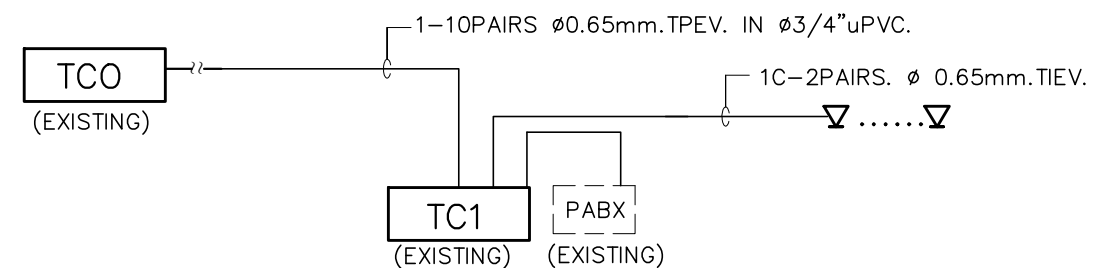 1-10PAIRS ø0.65mm.TPEV. IN ø3/4"uPVC.
TC0
(EXISTING)
1C-2PAIRS. ø 0.65mm.TIEV.
......
TC1
(EXISTING)
PABX
(EXISTING)